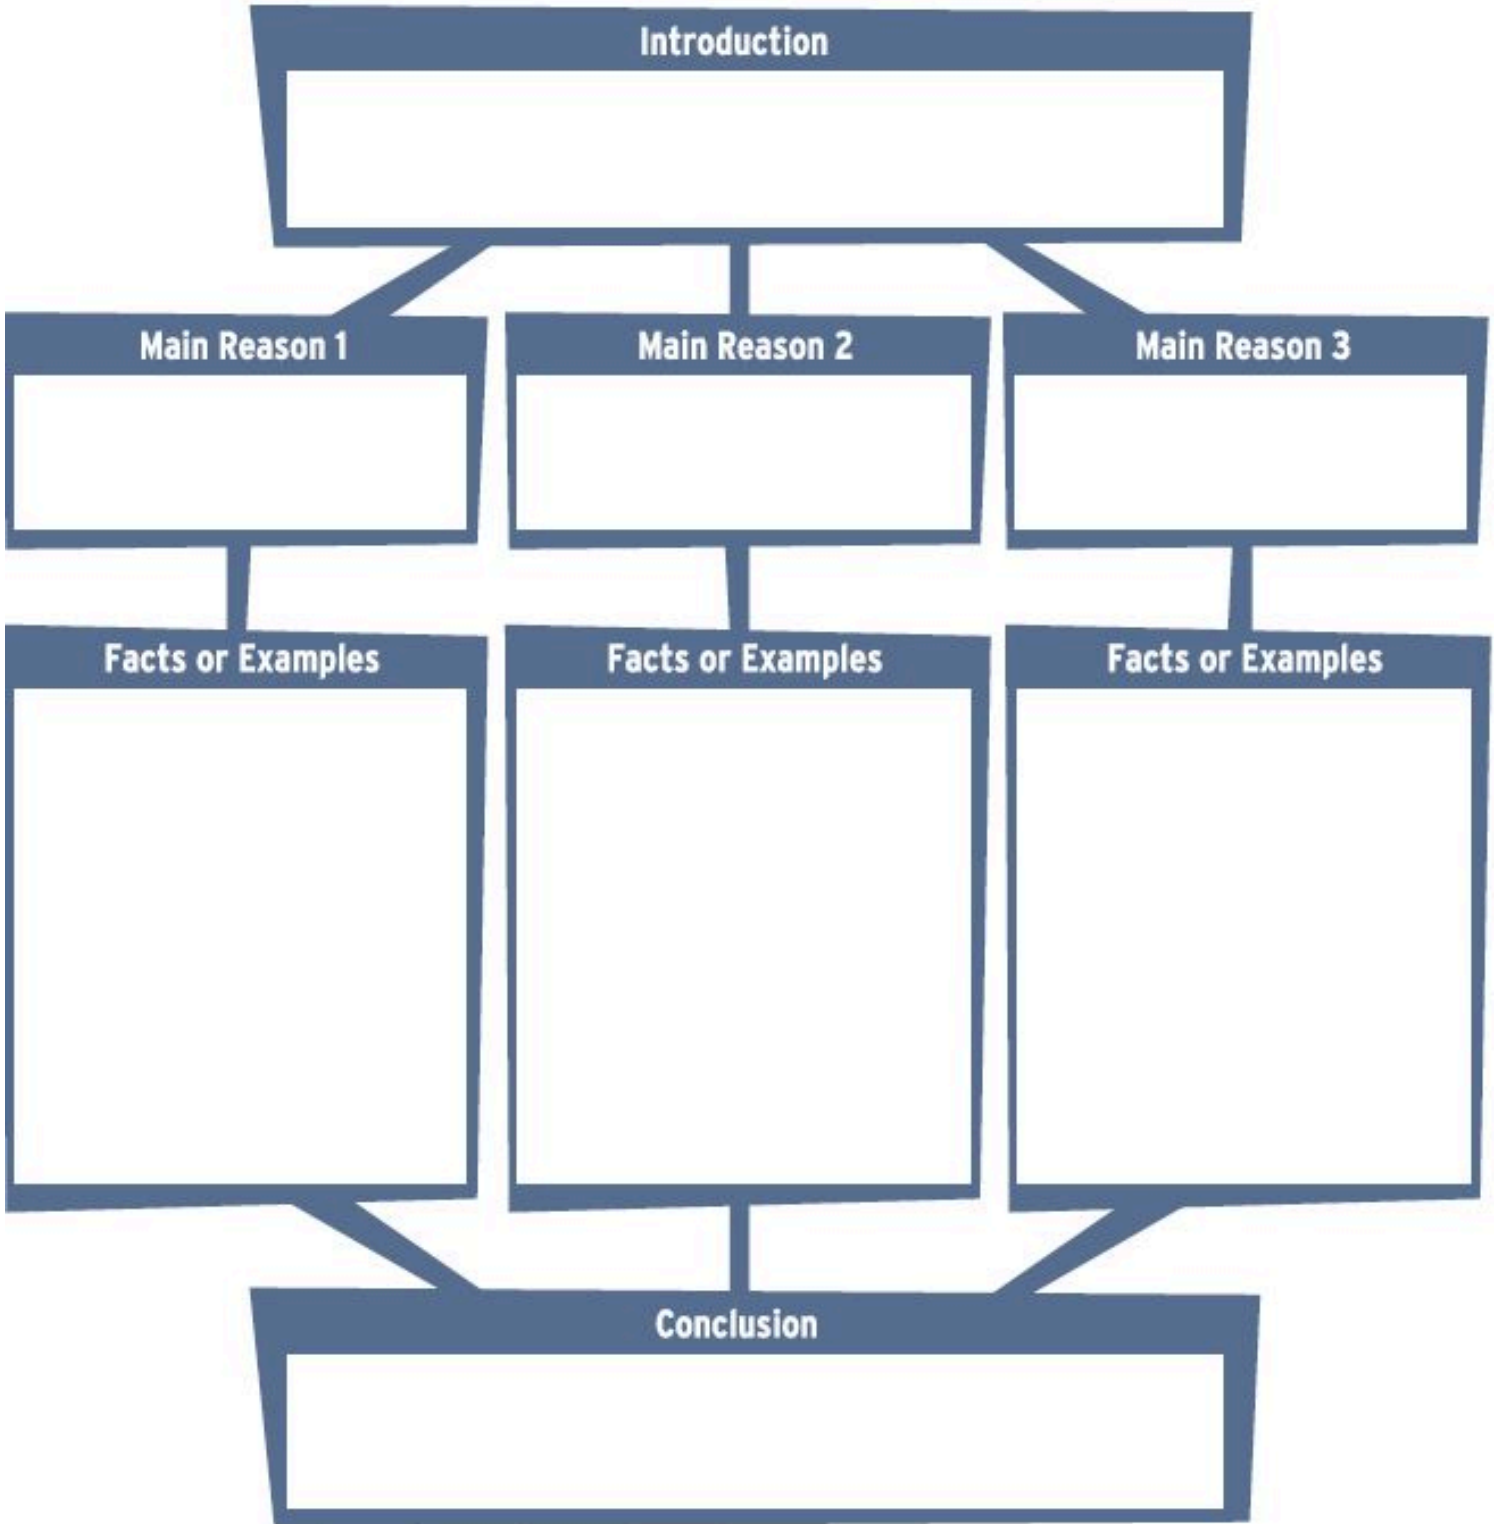 Introduction
Main Reason 1
Main Reason 2
Main Reason 3
Facts or Examples
Facts or Examples
Facts or Examples
Conclusion